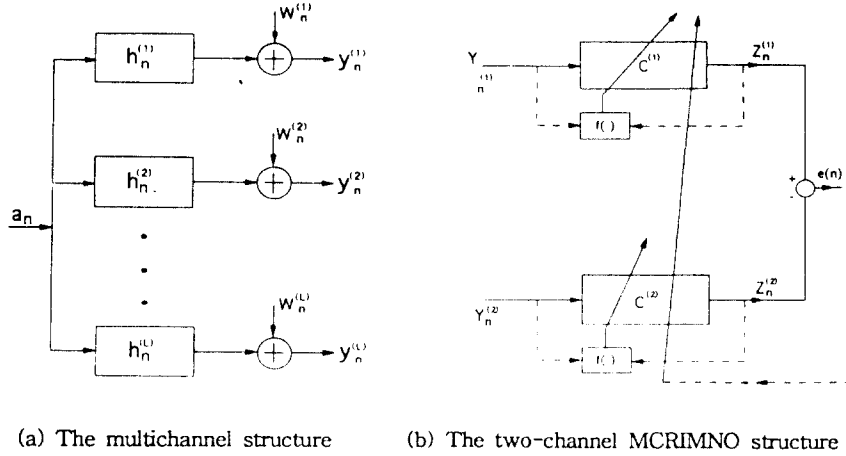 W_n^(1)
h_n^(1)
y_n^(1)
W_n^(2)
h_n^(2)
y_n^(2)
a_n
W_n^(L)
h_n^(L)
y_n^(L)
(a) The multichannel structure
Y
n^(1)
C^(1)
Z_n^(1)
f(·)
+
-
e(n)
Y_n^(2)
C^(2)
Z_n^(2)
f(·)
(b) The two-channel MCRIMNO structure